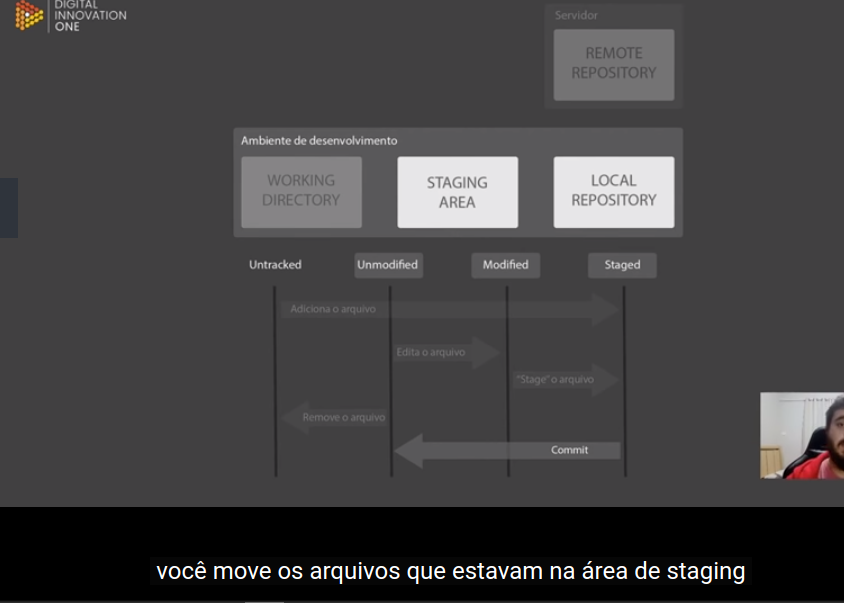 DIGITAL
INNOVATION
ONE
Servidor
REMOTE
REPOSITORY
Ambiente de desenvolvimento
WORKING
DIRECTORY
STAGING
AREA
LOCAL
REPOSITORY
Untracked
Unmodified
Modified
Staged
Adiciona o arquivo
Edita o arquivo
"Stage" o arquivo
Remove o arquivo
Commit
você move os arquivos que estavam na área de staging